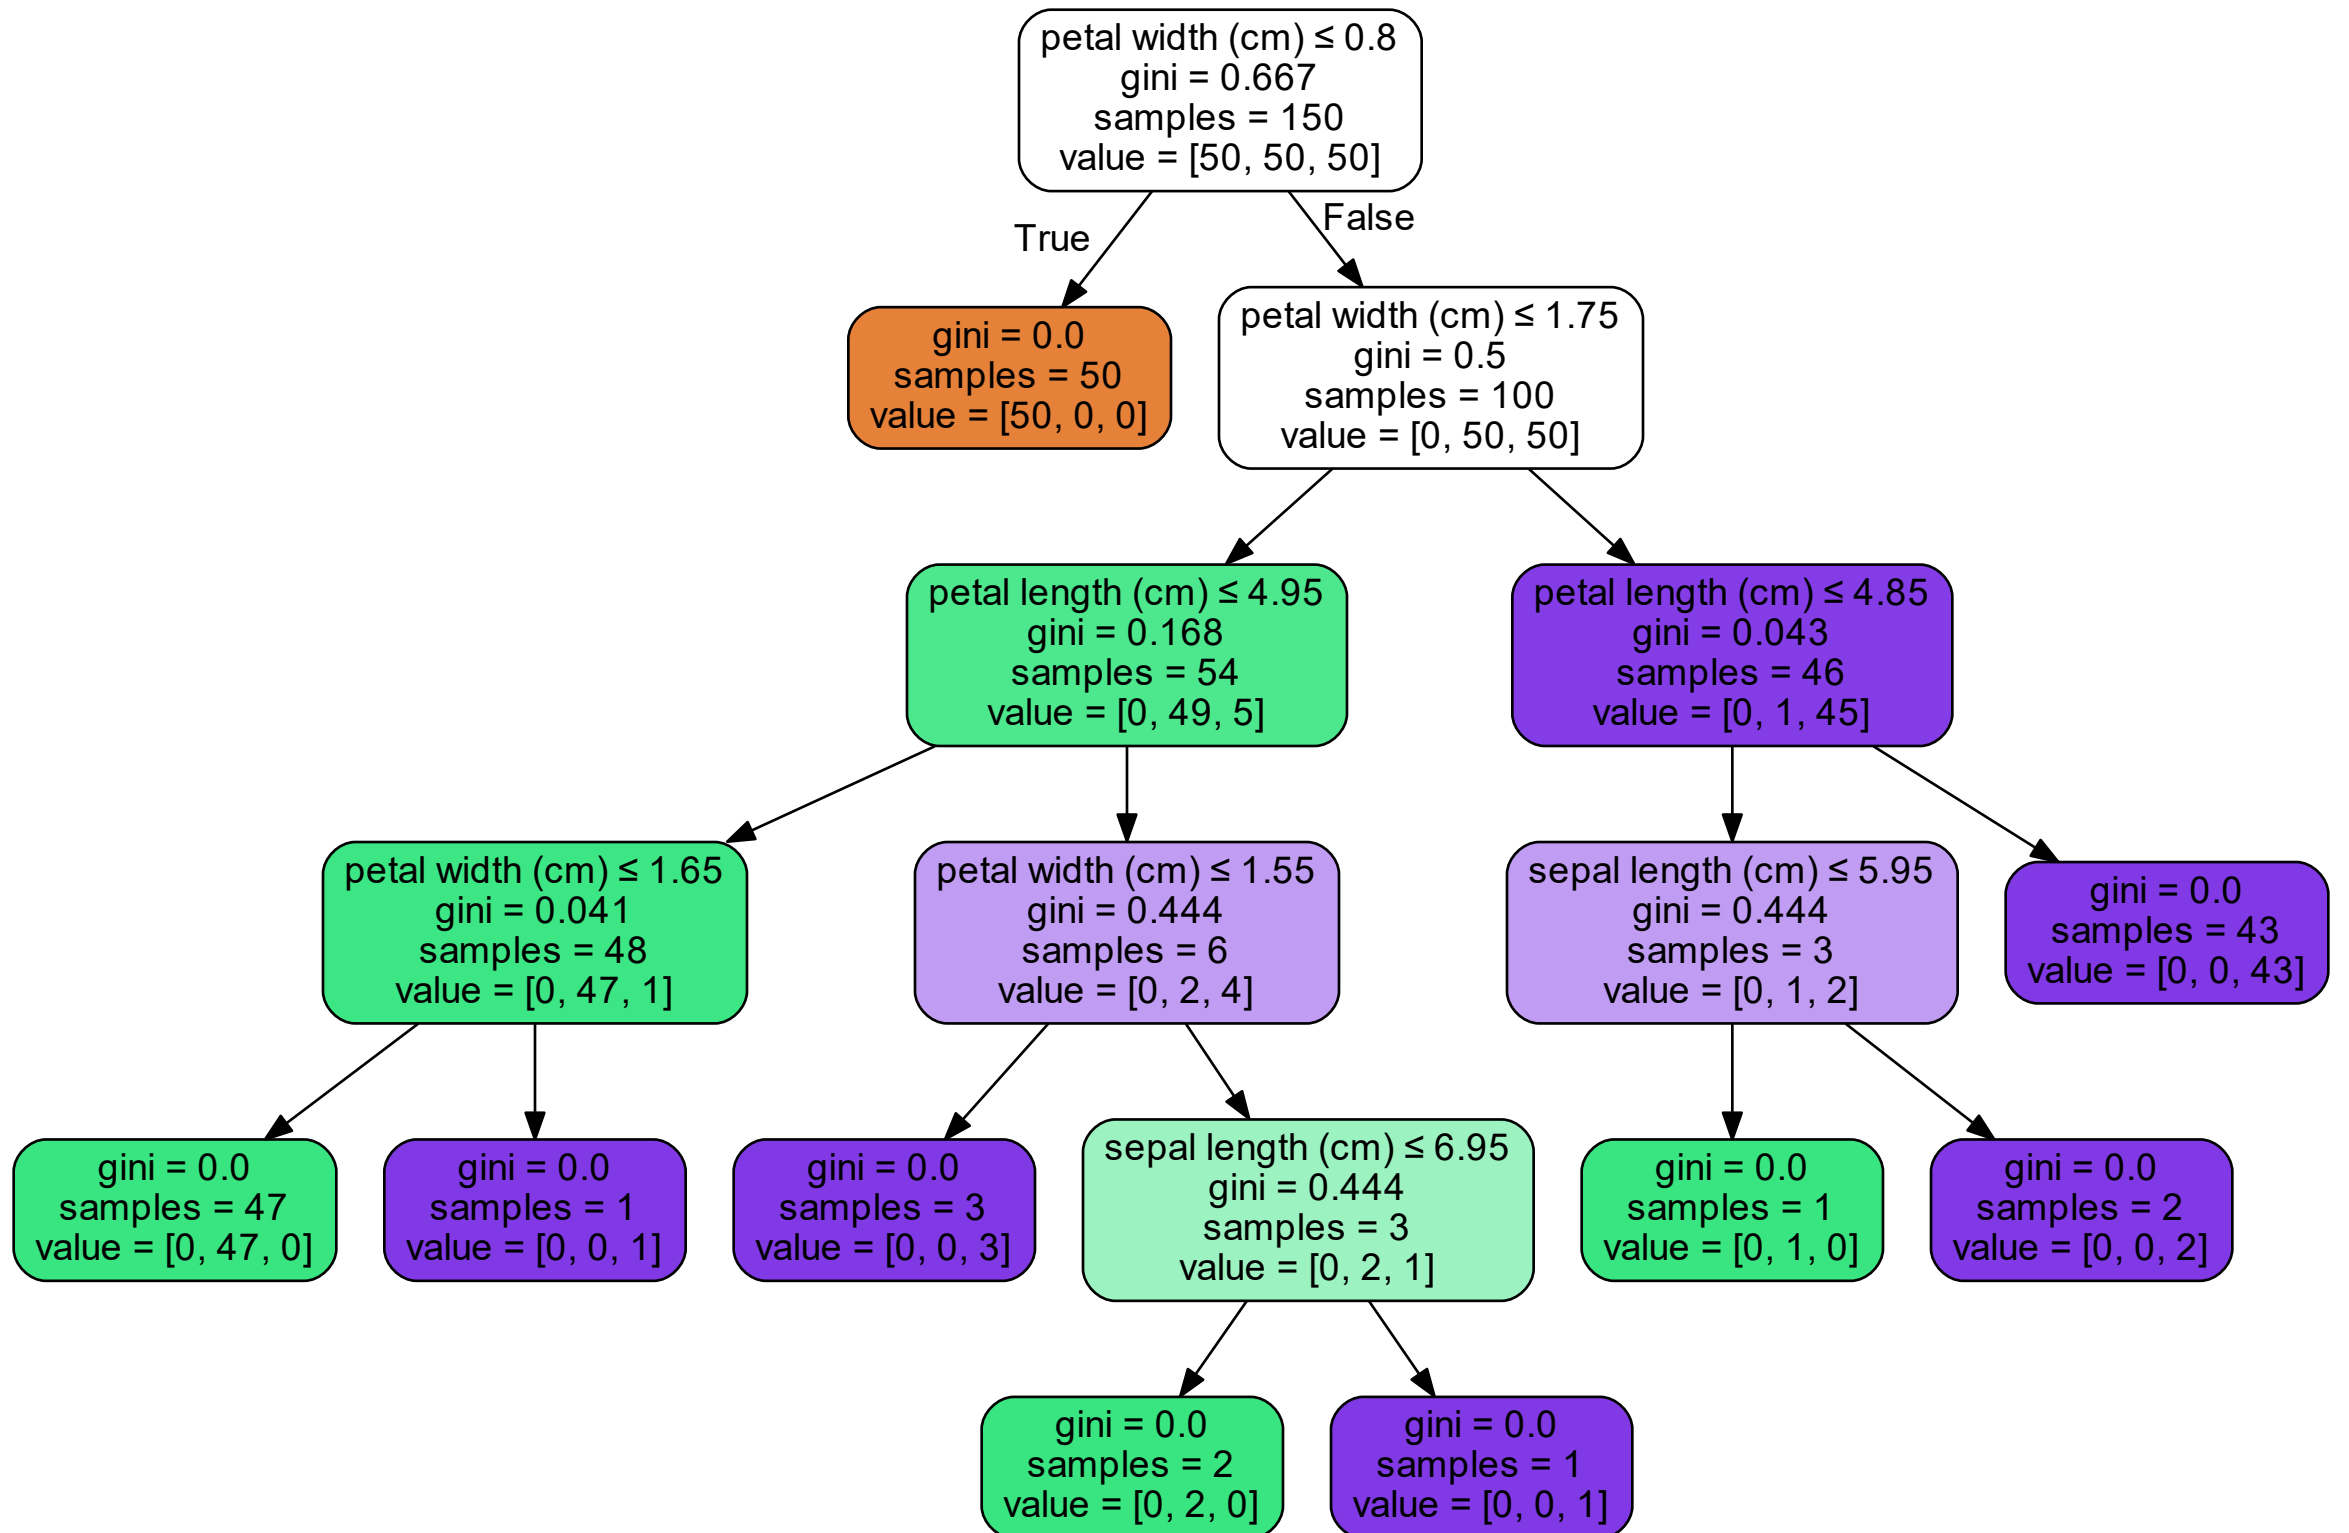 petal width (cm) ≤ 0.8
gini = 0.667
samples = 150
value = [50, 50, 50]
True
False
gini = 0.0
samples = 50
value = [50, 0, 0]
petal width (cm) ≤ 1.75
gini = 0.5
samples = 100
value = [0, 50, 50]
petal length (cm) ≤ 4.95
gini = 0.168
samples = 54
value = [0, 49, 5]
petal length (cm) ≤ 4.85
gini = 0.043
samples = 46
value = [0, 1, 45]
petal width (cm) ≤ 1.65
gini = 0.041
samples = 48
value = [0, 47, 1]
petal width (cm) ≤ 1.55
gini = 0.444
samples = 6
value = [0, 2, 4]
sepal length (cm) ≤ 5.95
gini = 0.444
samples = 3
value = [0, 1, 2]
gini = 0.0
samples = 43
value = [0, 0, 43]
gini = 0.0
samples = 47
value = [0, 47, 0]
gini = 0.0
samples = 1
value = [0, 0, 1]
gini = 0.0
samples = 3
value = [0, 0, 3]
sepal length (cm) ≤ 6.95
gini = 0.444
samples = 3
value = [0, 2, 1]
gini = 0.0
samples = 1
value = [0, 1, 0]
gini = 0.0
samples = 2
value = [0, 0, 2]
gini = 0.0
samples = 2
value = [0, 2, 0]
gini = 0.0
samples = 1
value = [0, 0, 1]